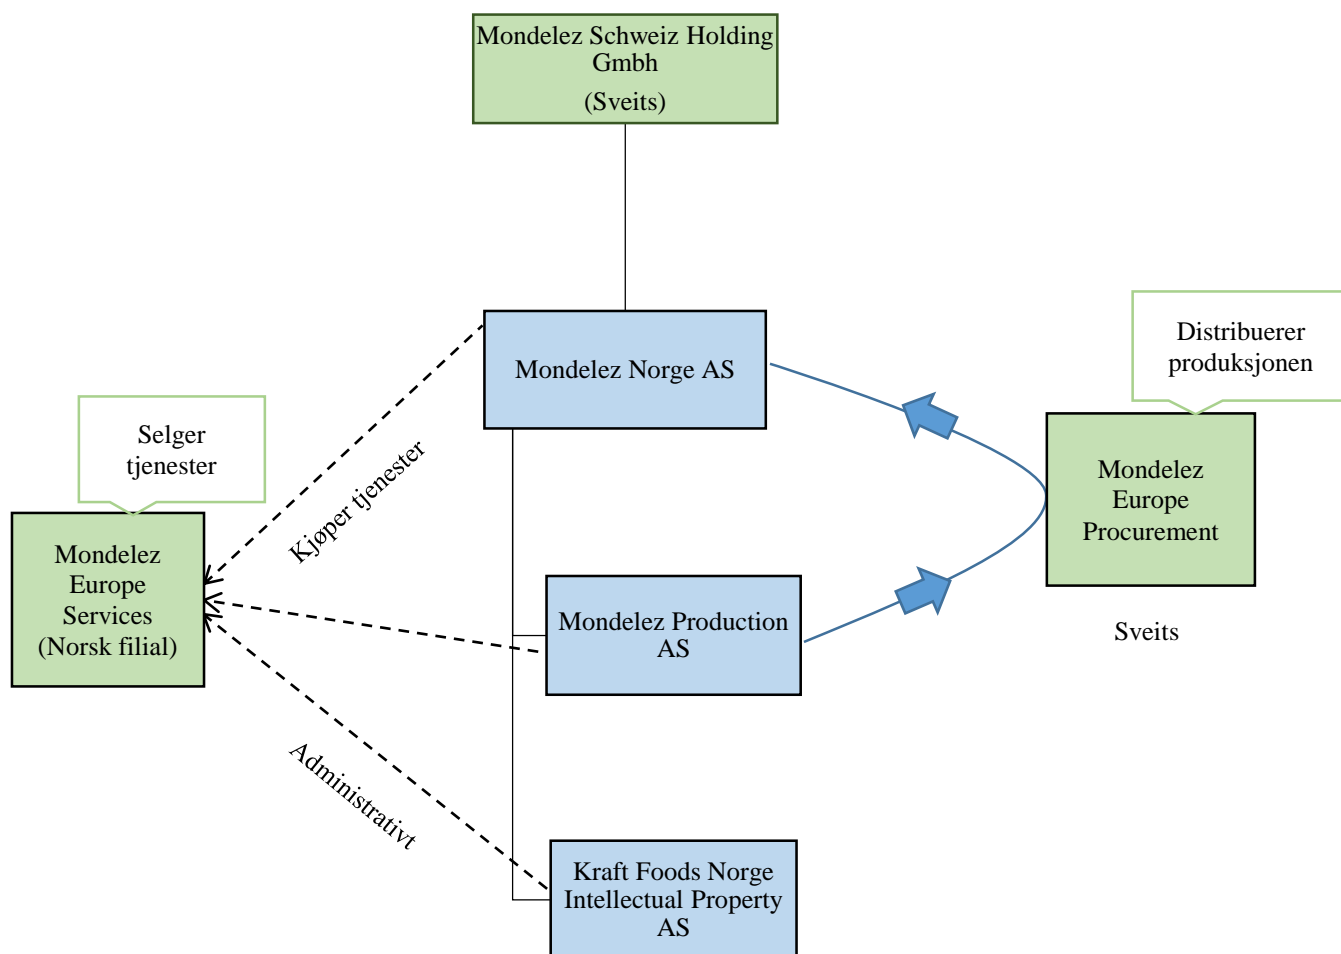 Mondelez Schweiz Holding
Gmbh
(Sveits)
Mondelez Norge AS
Distribuerer
produksjonen
Selger
tjenester
Kjøper tjenester
Mondelez
Europe
Procurement
Mondelez
Europe
Services
(Norsk filial)
Mondelez Production
AS
Sveits
Administrativt
Kraft Foods Norge
Intellectual Property
AS